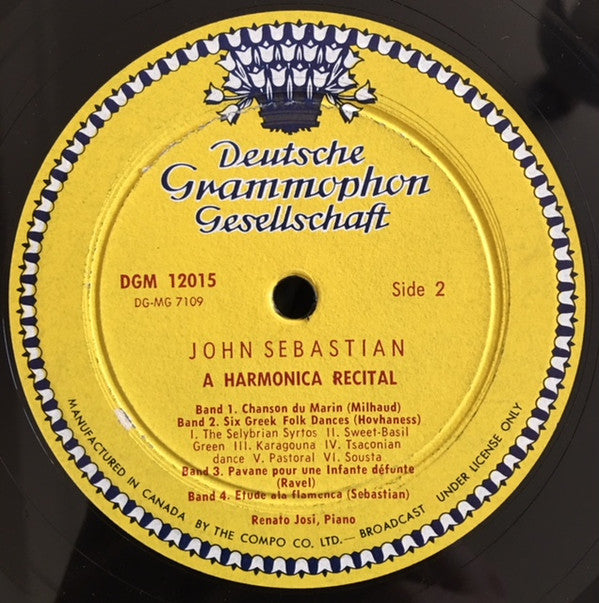 Deutsche
Grammophon
Gesellschaft
DGM 12015
DG-MG 7109
Side 2
JOHN SEBASTIAN
A HARMONICA RECITAL
Band 1. Chanson du Marin (Milhaud)
Band 2. Six Greek Folk Dances (Hovhaness)
I. The Selybrian Syrtos II. Sweet-Basil
Green III. Karagouna IV. Tsaconian
dance V. Pastoral VI. Sousta
Band 3. Pavane pour une Infante défunte
(Ravel)
Band 4. Etude ala flamenca (Sebastian)
Renato Josi, Piano
MANUFACTURED IN CANADA BY THE COMPO CO. LTD.— BROADCAST UNDER LICENSE ONLY